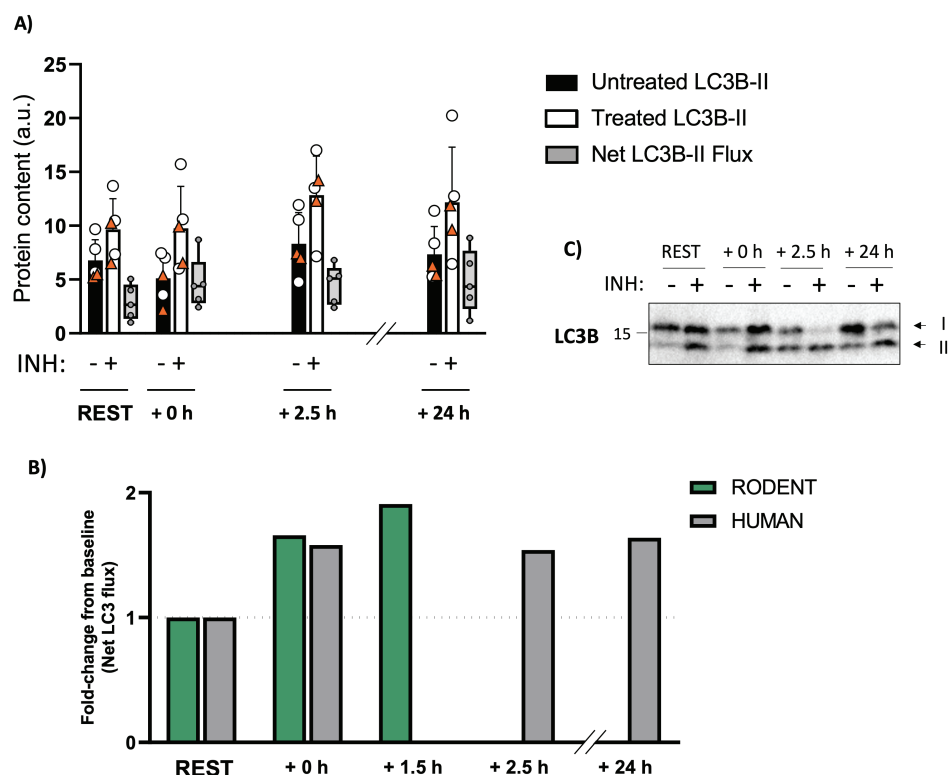 A)
25
20
15
10
5
0
Protein content (a.u.)
Untreated LC3B-II
Treated LC3B-II
Net LC3B-II Flux
INH: - + - + - + - +
REST + 0 h + 2.5 h + 24 h
C)
REST + 0 h + 2.5 h + 24 h
INH: - + - + - + - +
LC3B 15
I
II
B)
2
1
0
Fold-change from baseline
(Net LC3 flux)
RODENT
HUMAN
REST + 0 h + 1.5 h + 2.5 h + 24 h